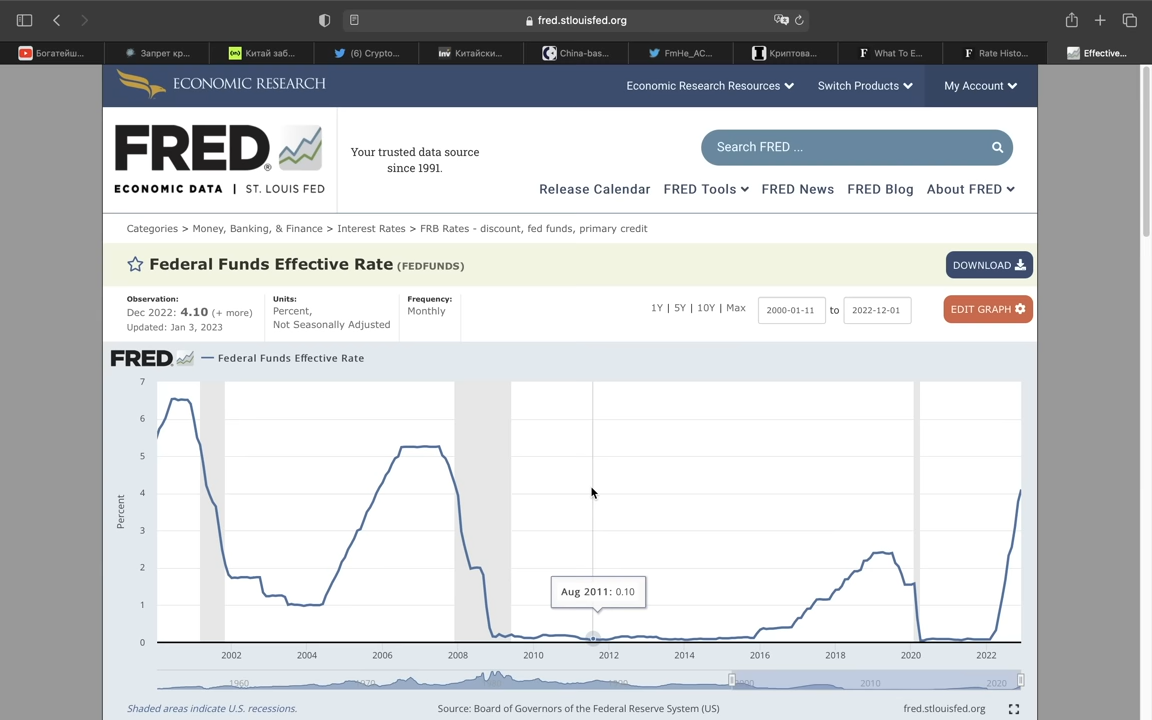 fred.stlouisfed.org
Богатейш...
Запрет кр...
(m) Китай заб...
(6) Crypto...
inv Китайски...
China-bas...
FmHe_AC...
Криптова...
F What To E...
F Rate Histo...
Effective...
ECONOMIC RESEARCH
Economic Research Resources
Switch Products
My Account
FRED®
ECONOMIC DATA | ST. LOUIS FED
Your trusted data source
since 1991.
Search FRED ...
Release Calendar FRED Tools FRED News FRED Blog About FRED
Categories > Money, Banking, & Finance > Interest Rates > FRB Rates - discount, fed funds, primary credit
Federal Funds Effective Rate (FEDFUNDS)
DOWNLOAD
Observation:
Dec 2022: 4.10 (+ more)
Updated: Jan 3, 2023
Units:
Percent,
Not Seasonally Adjusted
Frequency:
Monthly
1Y | 5Y | 10Y | Max
2000-01-11 to 2022-12-01
EDIT GRAPH
FRED — Federal Funds Effective Rate
7
6
5
4
3
2
1
0
Percent
Aug 2011: 0.10
2002 2004 2006 2008 2010 2012 2014 2016 2018 2020 2022
1960 1970 1990 2000 2010 2020
Shaded areas indicate U.S. recessions.
Source: Board of Governors of the Federal Reserve System (US)
fred.stlouisfed.org